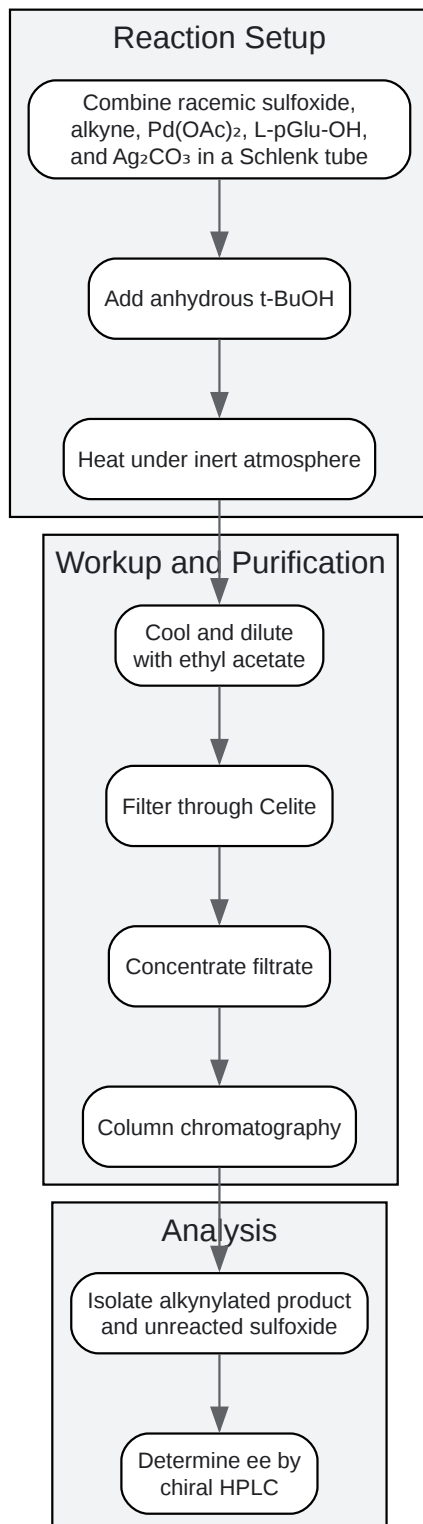 Reaction Setup
Combine racemic sulfoxide,
alkyne, Pd(OAc)₂, L-pGlu-OH,
and Ag₂CO₃ in a Schlenk tube
Add anhydrous t-BuOH
Heat under inert atmosphere
Workup and Purification
Cool and dilute
with ethyl acetate
Filter through Celite
Concentrate filtrate
Column chromatography
Analysis
Isolate alkynylated product
and unreacted sulfoxide
Determine ee by
chiral HPLC